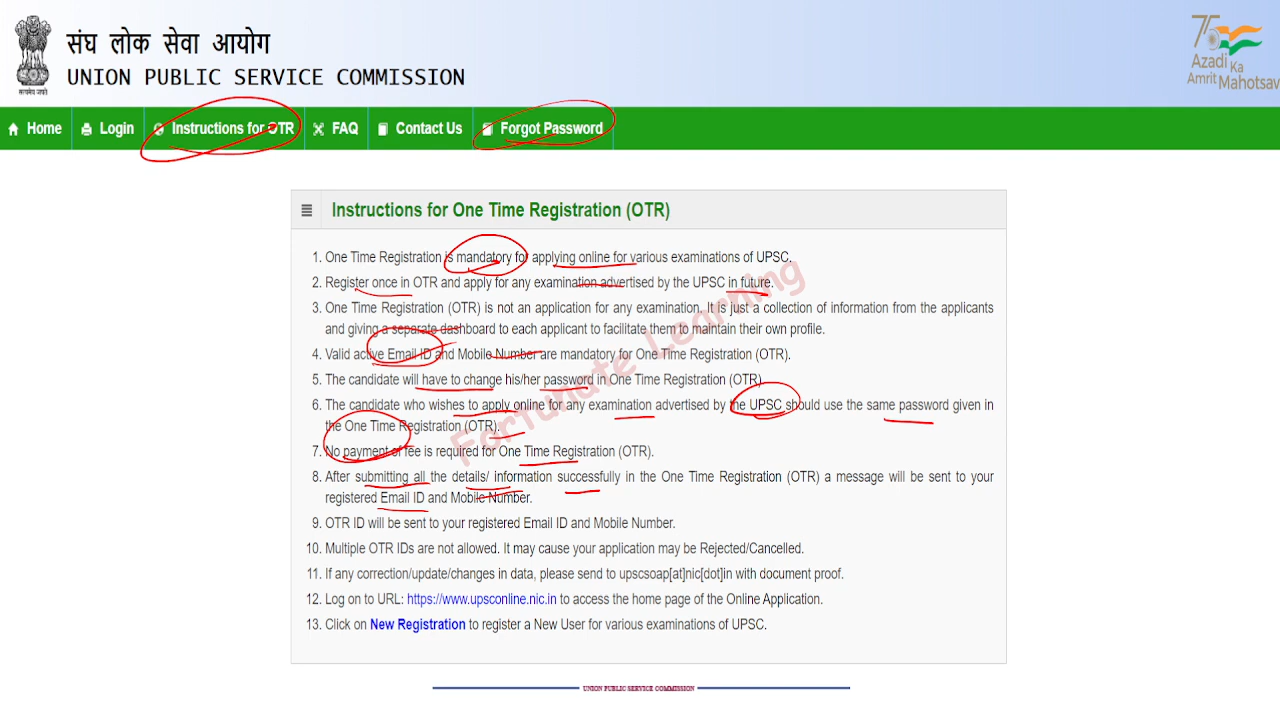 संघ लोक सेवा आयोग
UNION PUBLIC SERVICE COMMISSION
सत्यमेव जयते
75
Azadi Ka
Amrit Mahotsav
Home Login Instructions for OTR FAQ Contact Us Forgot Password
Instructions for One Time Registration (OTR)
1. One Time Registration is mandatory for applying online for various examinations of UPSC.
2. Register once in OTR and apply for any examination advertised by the UPSC in future.
3. One Time Registration (OTR) is not an application for any examination. It is just a collection of information from the applicants
and giving a separate dashboard to each applicant to facilitate them to maintain their own profile.
4. Valid active Email ID and Mobile Number are mandatory for One Time Registration (OTR).
5. The candidate will have to change his/her password in One Time Registration (OTR)
6. The candidate who wishes to apply online for any examination advertised by the UPSC should use the same password given in
the One Time Registration (OTR).
7. No payment of fee is required for One Time Registration (OTR).
8. After submitting all the details/ information successfully in the One Time Registration (OTR) a message will be sent to your
registered Email ID and Mobile Number.
9. OTR ID will be sent to your registered Email ID and Mobile Number.
10. Multiple OTR IDs are not allowed. It may cause your application may be Rejected/Cancelled.
11. If any correction/update/changes in data, please send to upscsoap[at]nic[dot]in with document proof.
12. Log on to URL: https://www.upsconline.nic.in to access the home page of the Online Application.
13. Click on New Registration to register a New User for various examinations of UPSC.
Fortunate Learning
UNION PUBLIC SERVICE COMMISSION